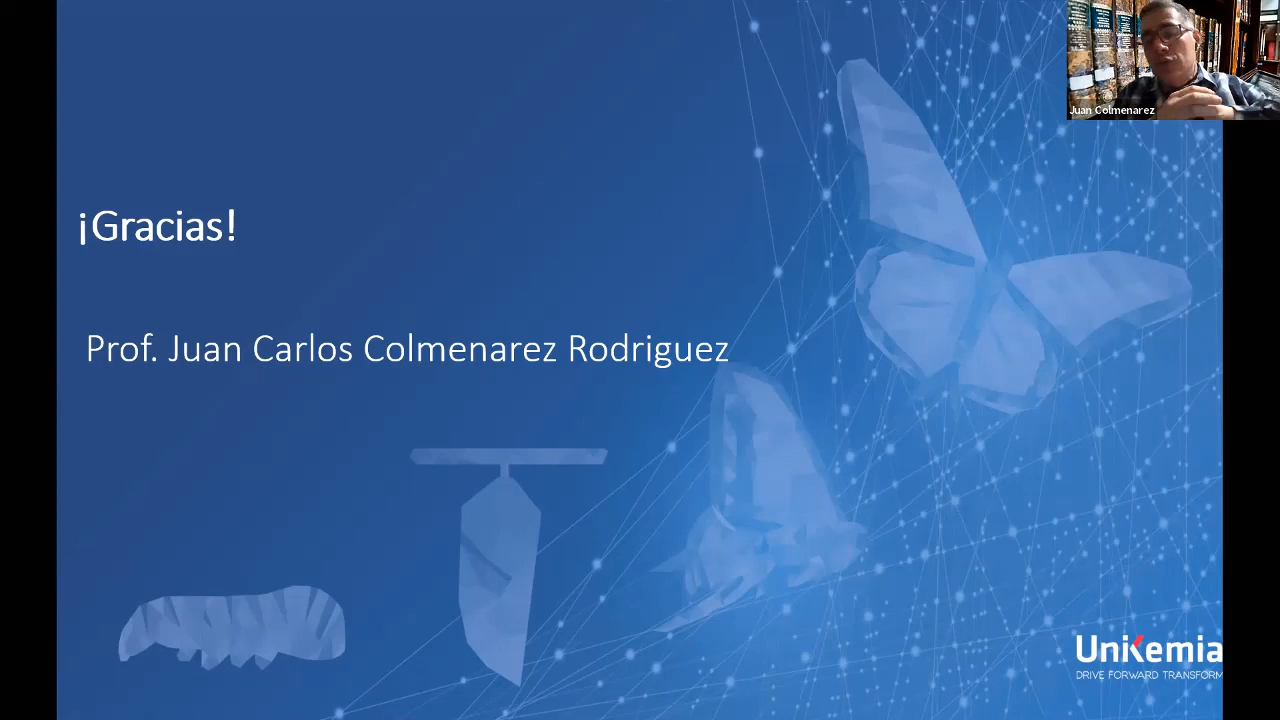 Juan Colmenarez
¡Gracias!
Prof. Juan Carlos Colmenarez Rodriguez
UniKemia
DRIVE FORWARD TRANSFORM